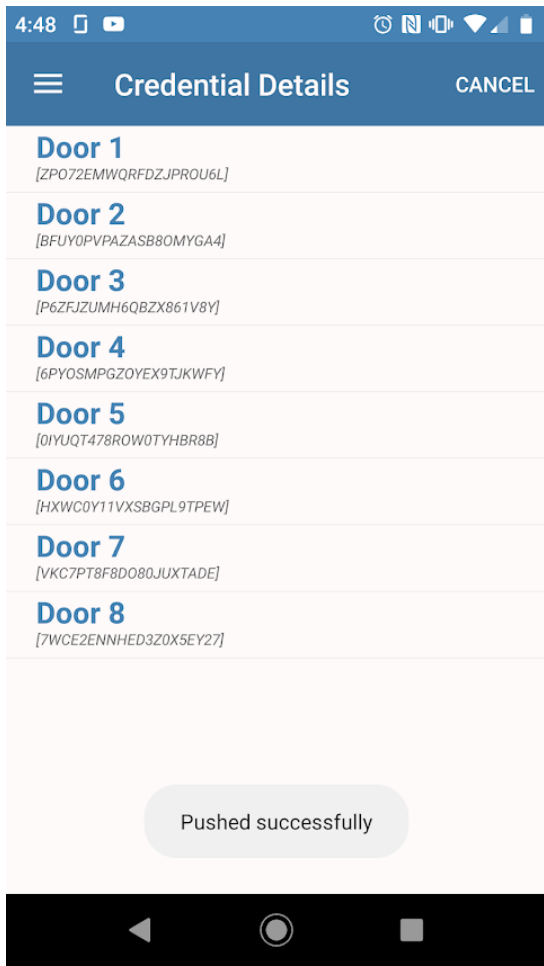 4:48
Credential Details
CANCEL
Door 1
[ZPO72EMWQRFDZJPROU6L]
Door 2
[BFUY0PVPAZASB8OMYGA4]
Door 3
[P6ZFJZUMH6QBZX861V8Y]
Door 4
[6PYOSMPGZOYEX9TJKWFY]
Door 5
[0IYUQT478ROW0TYHBR8B]
Door 6
[HXWC0Y11VXSBGPL9TPEW]
Door 7
[VKC7PT8F8DO80JUXTADE]
Door 8
[7WCE2ENNHED3Z0X5EY27]
Pushed successfully